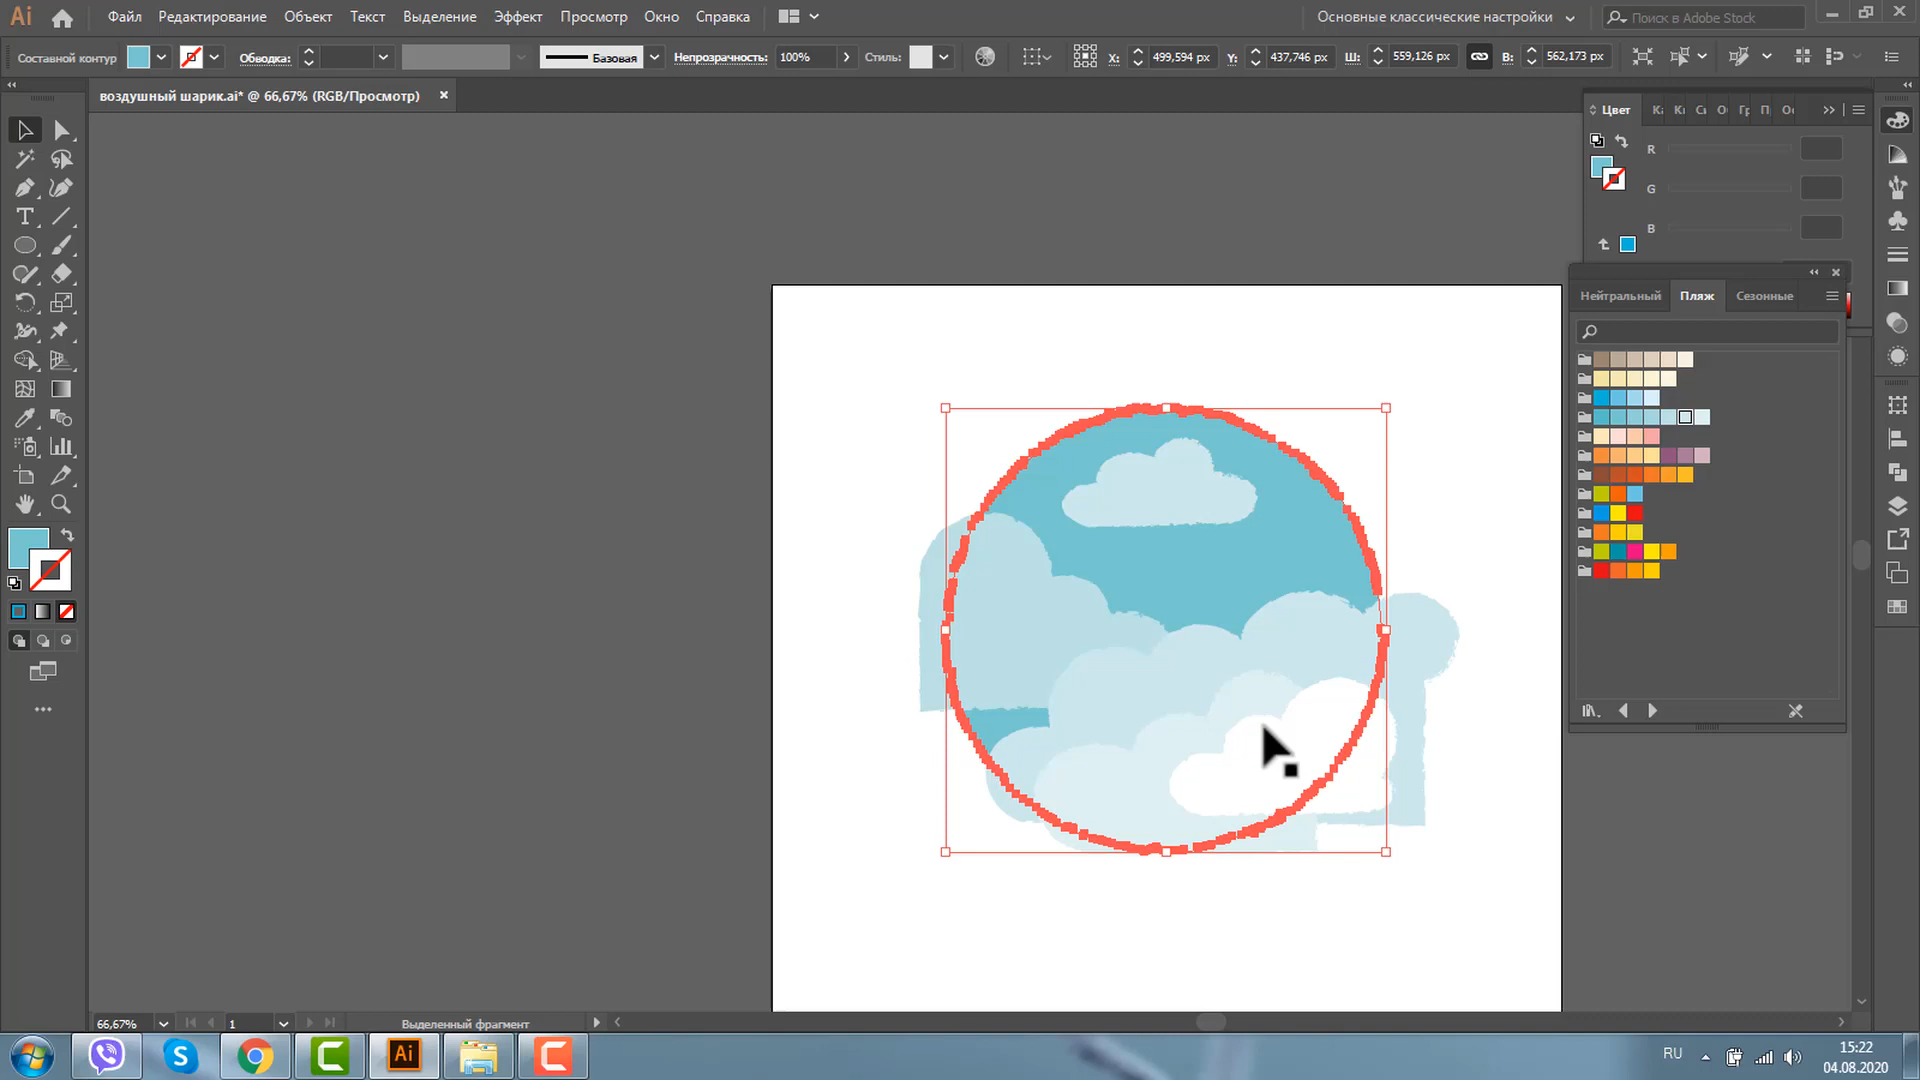 Ai Файл Редактирование Объект Текст Выделение Эффект Просмотр Окно Справка Основные классические настройки Поиск в Adobe Stock
Составной контур Обводка: Базовая Непрозрачность: 100% Стиль: X: 499,594 px Y: 437,746 px Ш: 559,126 px В: 562,173 px
воздушный шарик.ai* @ 66,67% (RGB/Просмотр)
Цвет
R
G
B
Нейтральный Пляж Сезонные
66,67% 1 Выделенный фрагмент
Ai RU 15:22
04.08.2020